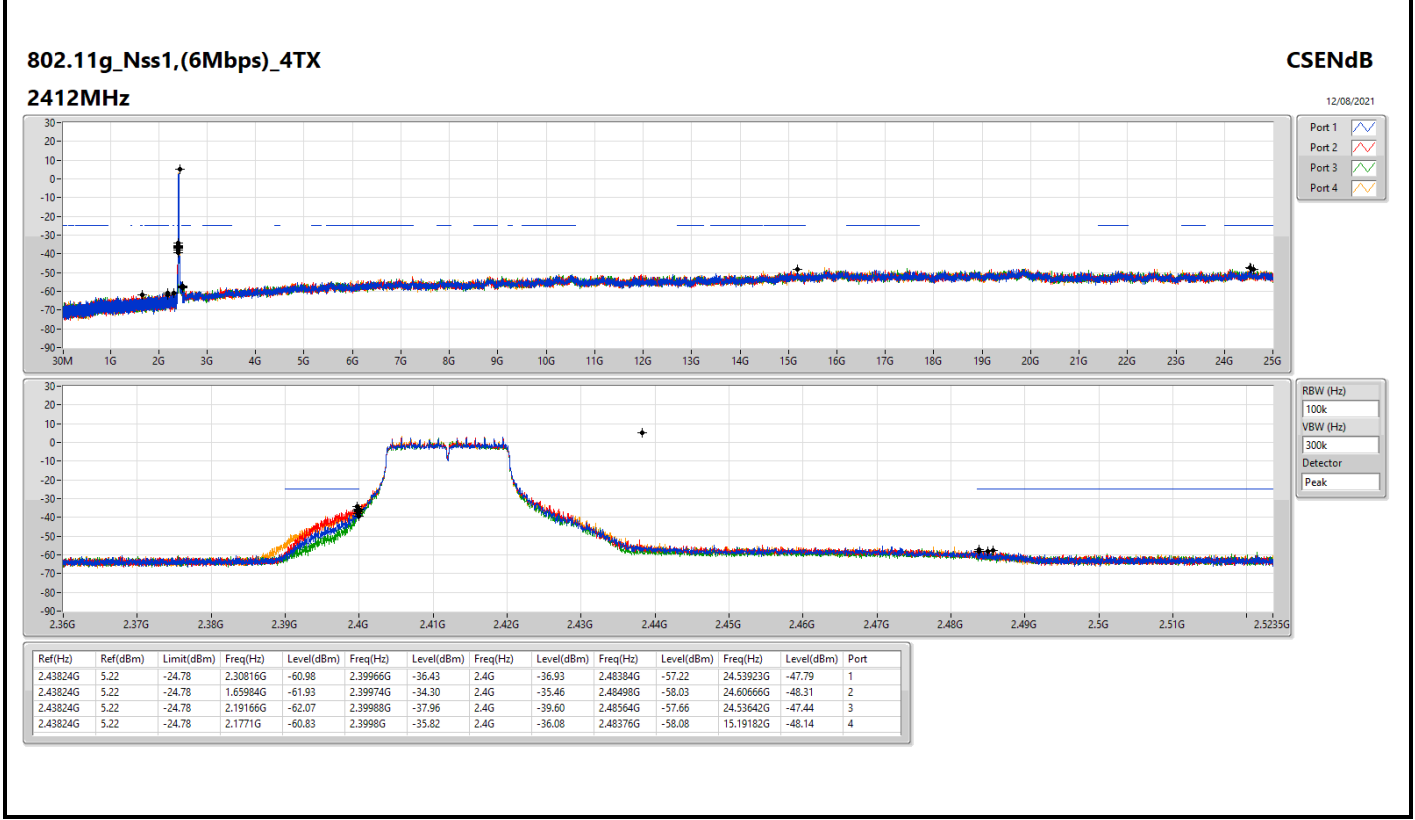 802.11g_Nss1,(6Mbps)_4TX CSENdB
2412MHz 12/08/2021
30
20
10
0
-10
-20
-30
-40
-50
-60
-70
-80
-90
30M 1G 2G 3G 4G 5G 6G 7G 8G 9G 10G 11G 12G 13G 14G 15G 16G 17G 18G 19G 20G 21G 22G 23G 24G 25G
Port 1
Port 2
Port 3
Port 4
30
20
10
0
-10
-20
-30
-40
-50
-60
-70
-80
-90
2.36G 2.37G 2.38G 2.39G 2.4G 2.41G 2.42G 2.43G 2.44G 2.45G 2.46G 2.47G 2.48G 2.49G 2.5G 2.51G 2.5235G
RBW (Hz)
100k
VBW (Hz)
300k
Detector
Peak
Ref(Hz) Ref(dBm) Limit(dBm) Freq(Hz) Level(dBm) Freq(Hz) Level(dBm) Freq(Hz) Level(dBm) Freq(Hz) Level(dBm) Freq(Hz) Level(dBm) Port
2.43824G 5.22 -24.78 2.30816G -60.98 2.39966G -36.43 2.4G -36.93 2.48384G -57.22 24.53923G -47.79 1
2.43824G 5.22 -24.78 1.65984G -61.93 2.39974G -34.30 2.4G -35.46 2.48498G -58.03 24.60666G -48.31 2
2.43824G 5.22 -24.78 2.19166G -62.07 2.39988G -37.96 2.4G -39.60 2.48564G -57.66 24.53642G -47.44 3
2.43824G 5.22 -24.78 2.1771G -60.83 2.3998G -35.82 2.4G -36.08 2.48376G -58.08 15.19182G -48.14 4